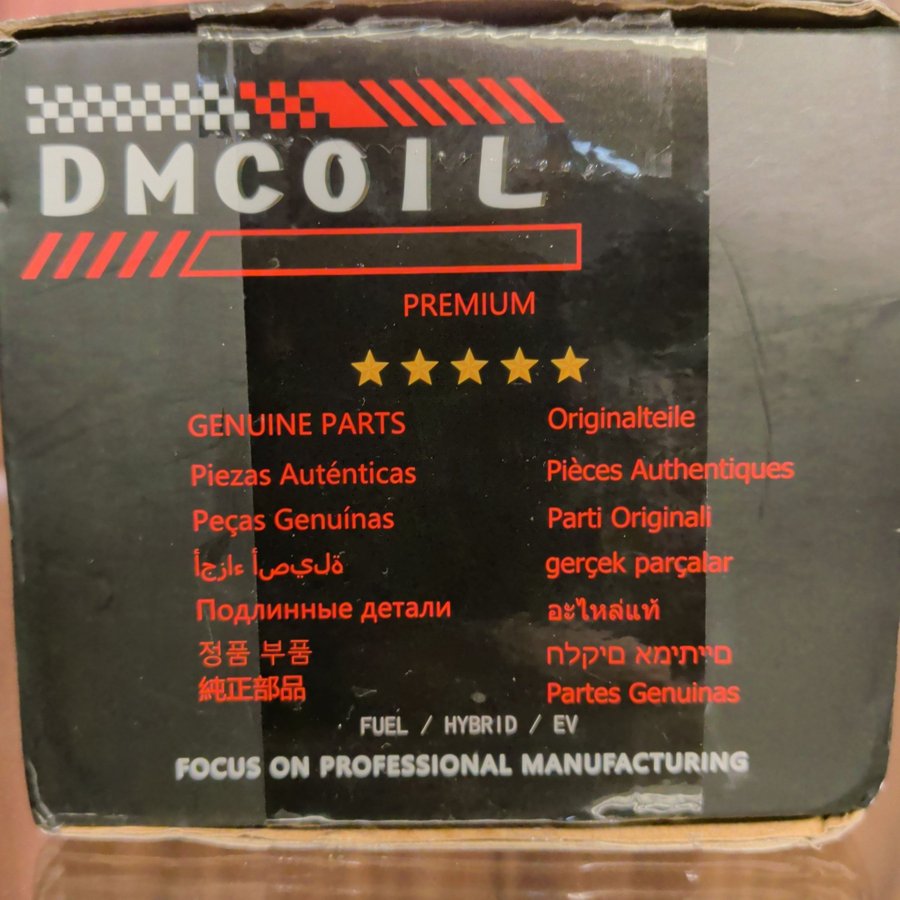 DMCOIL
PREMIUM
GENUINE PARTS
Originalteile
Piezas Auténticas
Pièces Authentiques
Peças Genuínas
Parti Originali
ةليصأ ءازجأ
gerçek parçalar
Подлинные детали
อะไหล่แท้
정품 부품
םייתימא םיקלח
純正部品
Partes Genuinas
FUEL / HYBRID / EV
FOCUS ON PROFESSIONAL MANUFACTURING